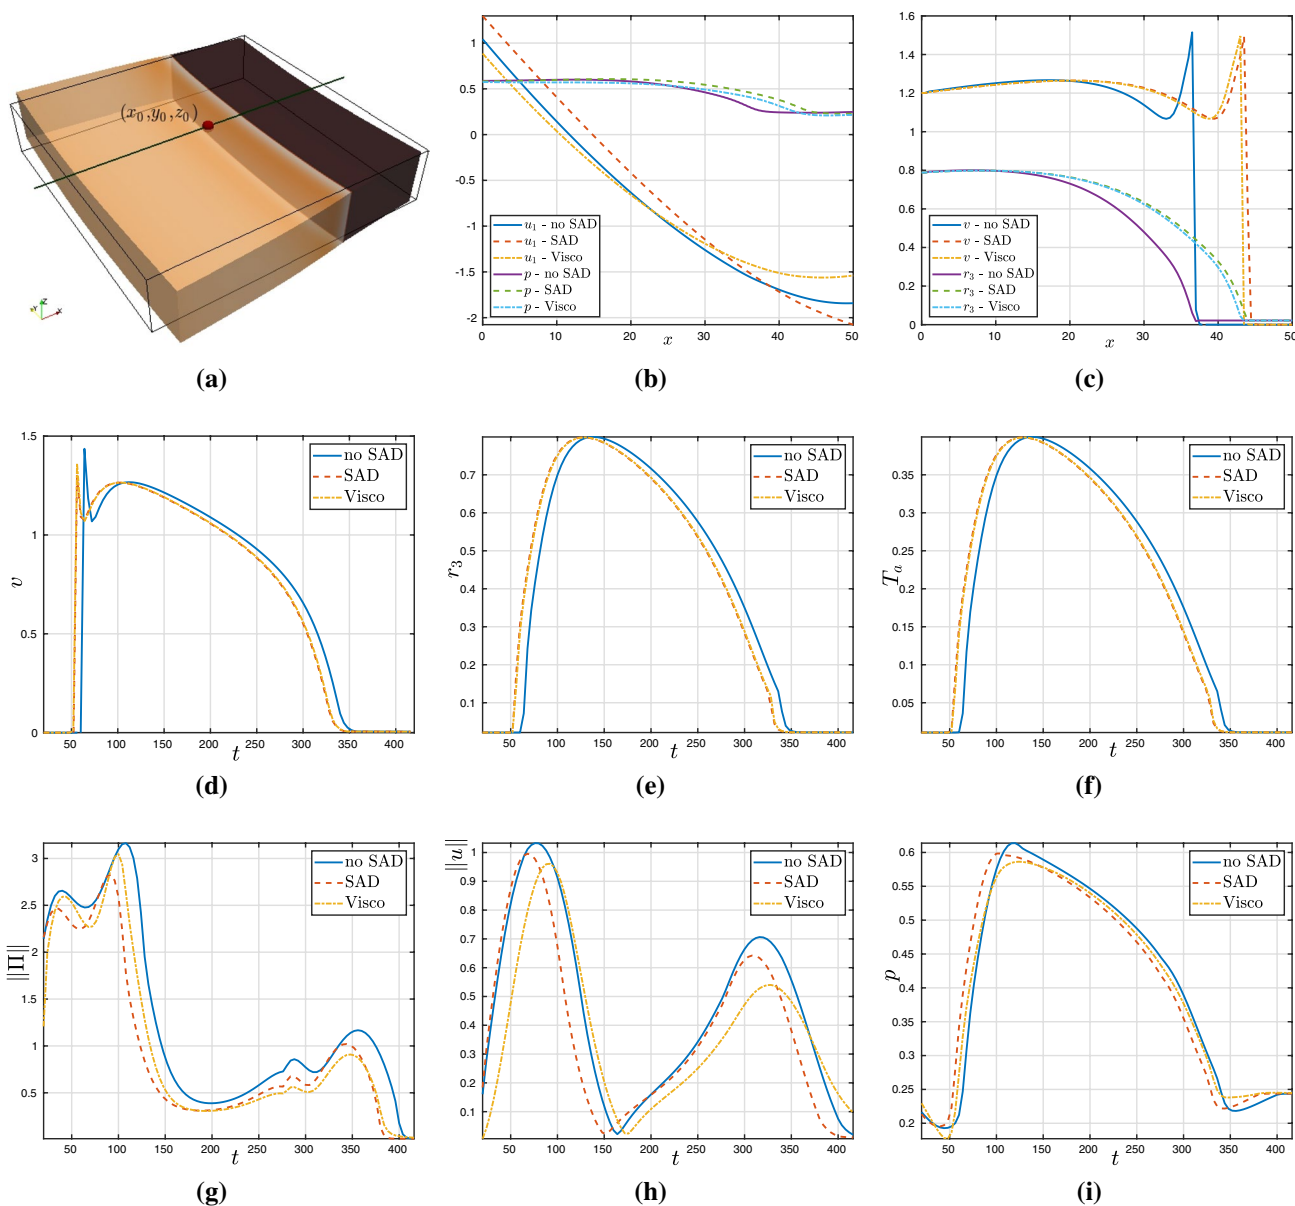 (x₀,y₀,z₀)
Z
Y
X
(a)
1
0.5
0
-0.5
-1
-1.5
-2
0 10 20 30 40 50
x
u₁ - no SAD
u₁ - SAD
u₁ - Visco
p - no SAD
p - SAD
p - Visco
(b)
1.6
1.4
1.2
1
0.8
0.6
0.4
0.2
0
0 10 20 30 40 50
x
v - no SAD
v - SAD
v - Visco
r₃ - no SAD
r₃ - SAD
r₃ - Visco
(c)
1.5
1
0.5
0
v
50 100 150 200 250 300 350 400
t
no SAD
SAD
Visco
(d)
0.7
0.6
0.5
0.4
0.3
0.2
0.1
r₃
50 100 150 200 250 300 350 400
t
no SAD
SAD
Visco
(e)
0.35
0.3
0.25
0.2
0.15
0.1
0.05
Tₐ
50 100 150 200 250 300 350 400
t
no SAD
SAD
Visco
(f)
3
2.5
2
1.5
1
0.5
||Π||
50 100 150 200 250 300 350 400
t
no SAD
SAD
Visco
(g)
1
0.9
0.8
0.7
0.6
0.5
0.4
0.3
0.2
0.1
||u||
50 100 150 200 250 300 350 400
t
no SAD
SAD
Visco
(h)
0.6
0.55
0.5
0.45
0.4
0.35
0.3
0.25
0.2
p
50 100 150 200 250 300 350 400
t
no SAD
SAD
Visco
(i)